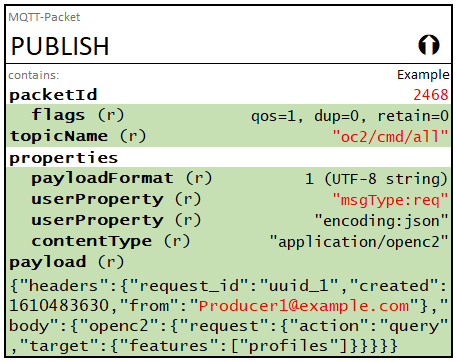 MQTT-Packet
PUBLISH
contains: Example
packetId 2468
flags (r) qos=1, dup=0, retain=0
topicName (r) "oc2/cmd/all"
properties
payloadFormat (r) 1 (UTF-8 string)
userProperty (r) "msgType:req"
userProperty (r) "encoding:json"
contentType (r) "application/openc2"
payload (r)
{"headers":{"request_id":"uuid_1","created":
1610483630,"from":"Producer1@example.com"},"
body":{"openc2":{"request":{"action":"query"
,"target":{"features":["profiles"]}}}}}